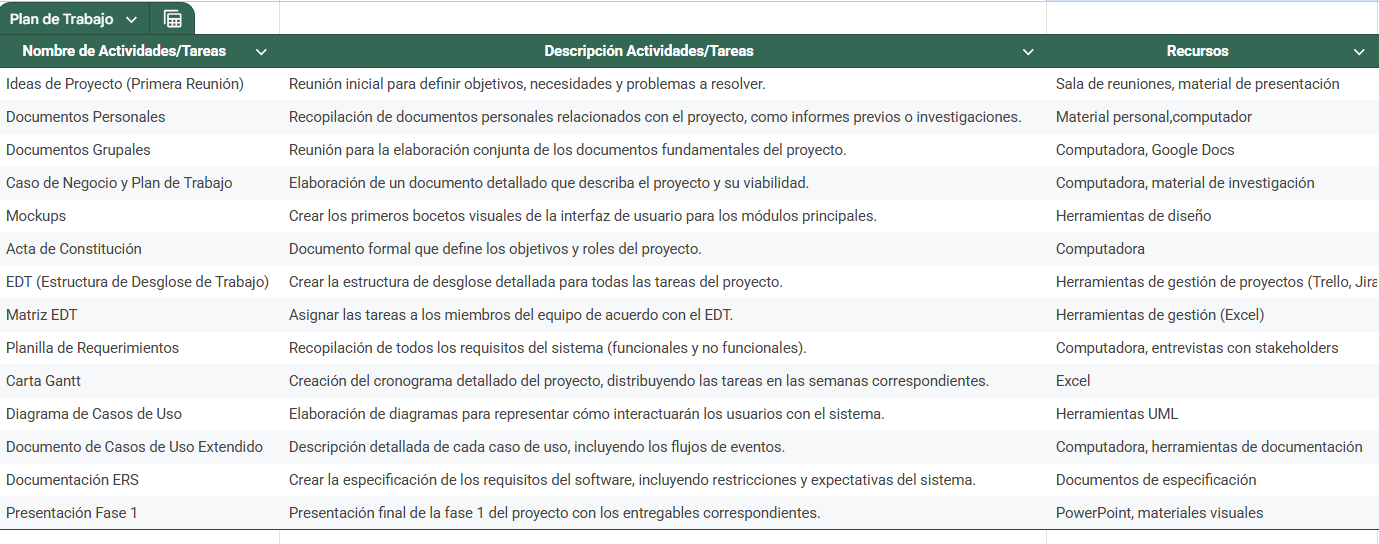 Plan de Trabajo
Nombre de Actividades/Tareas Descripción Actividades/Tareas Recursos
Ideas de Proyecto (Primera Reunión) Reunión inicial para definir objetivos, necesidades y problemas a resolver. Sala de reuniones, material de presentación
Documentos Personales Recopilación de documentos personales relacionados con el proyecto, como informes previos o investigaciones. Material personal,computador
Documentos Grupales Reunión para la elaboración conjunta de los documentos fundamentales del proyecto. Computadora, Google Docs
Caso de Negocio y Plan de Trabajo Elaboración de un documento detallado que describa el proyecto y su viabilidad. Computadora, material de investigación
Mockups Crear los primeros bocetos visuales de la interfaz de usuario para los módulos principales. Herramientas de diseño
Acta de Constitución Documento formal que define los objetivos y roles del proyecto. Computadora
EDT (Estructura de Desglose de Trabajo) Crear la estructura de desglose detallada para todas las tareas del proyecto. Herramientas de gestión de proyectos (Trello, Jira
Matriz EDT Asignar las tareas a los miembros del equipo de acuerdo con el EDT. Herramientas de gestión (Excel)
Planilla de Requerimientos Recopilación de todos los requisitos del sistema (funcionales y no funcionales). Computadora, entrevistas con stakeholders
Carta Gantt Creación del cronograma detallado del proyecto, distribuyendo las tareas en las semanas correspondientes. Excel
Diagrama de Casos de Uso Elaboración de diagramas para representar cómo interactuarán los usuarios con el sistema. Herramientas UML
Documento de Casos de Uso Extendido Descripción detallada de cada caso de uso, incluyendo los flujos de eventos. Computadora, herramientas de documentación
Documentación ERS Crear la especificación de los requisitos del software, incluyendo restricciones y expectativas del sistema. Documentos de especificación
Presentación Fase 1 Presentación final de la fase 1 del proyecto con los entregables correspondientes. PowerPoint, materiales visuales